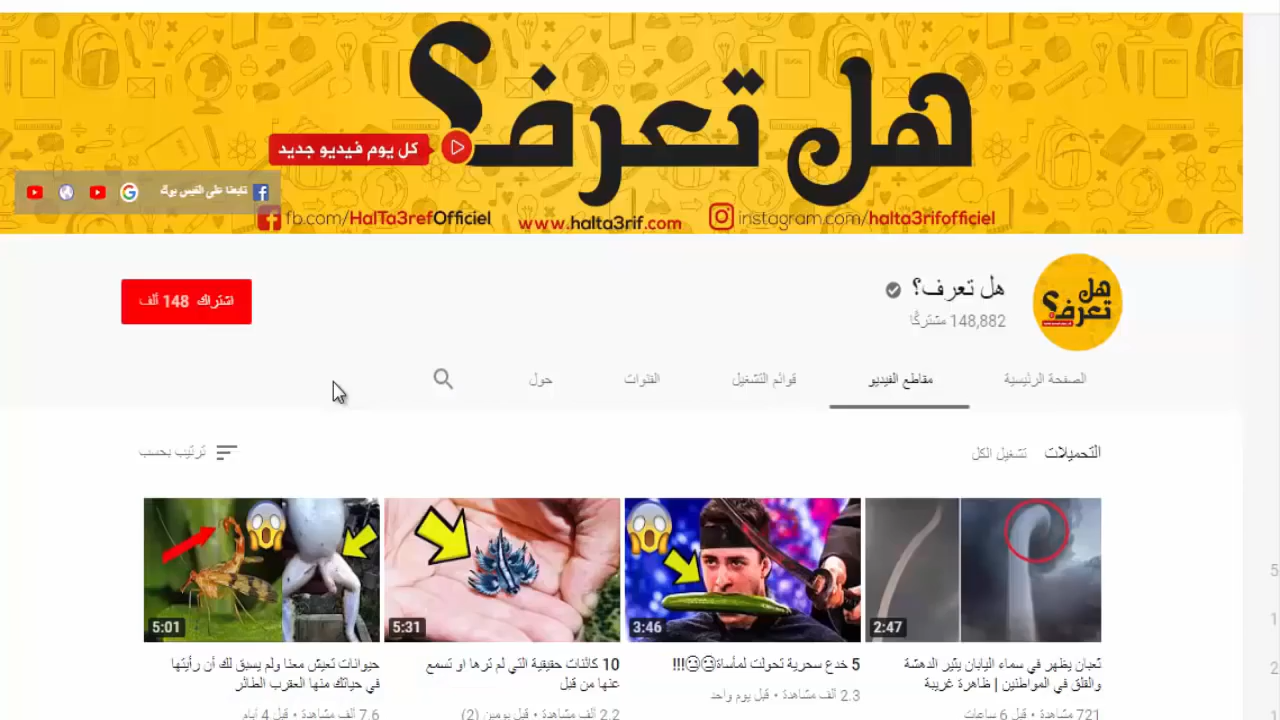 هل تعرف؟
كل يوم فيديو جديد
تابعنا على الفيس بوك
fb.com/HalTa3refOfficiel
www.halta3rif.com
instagram.com/halta3rifofficiel
هل تعرف؟
هل تعرف؟
148,882 مشتركًا
اشتراك 148 ألف
الصفحة الرئيسية
مقاطع الفيديو
قوائم التشغيل
القنوات
حول
التحميلات
تشغيل الكل
ترتيب بحسب
2:47
3:46
5:31
5:01
ثعبان يظهر في سماء اليابان يثير الدهشة
والقلق في المواطنين | ظاهرة غريبة
721 مشاهدة • قبل 6 ساعات
5 خدع سحرية تحولت لمأساة😨😨!!!
2.3 ألف مشاهدة • قبل يوم واحد
10 كائنات حقيقية التي لم ترها او تسمع
عنها من قبل
2.2 ألف مشاهدة • قبل يومين (2)
حيوانات تعيش معنا ولم يسبق لك أن رأيتها
في حياتك منها العقرب الطائر
7.6 ألف مشاهدة • قبل 4 أيام